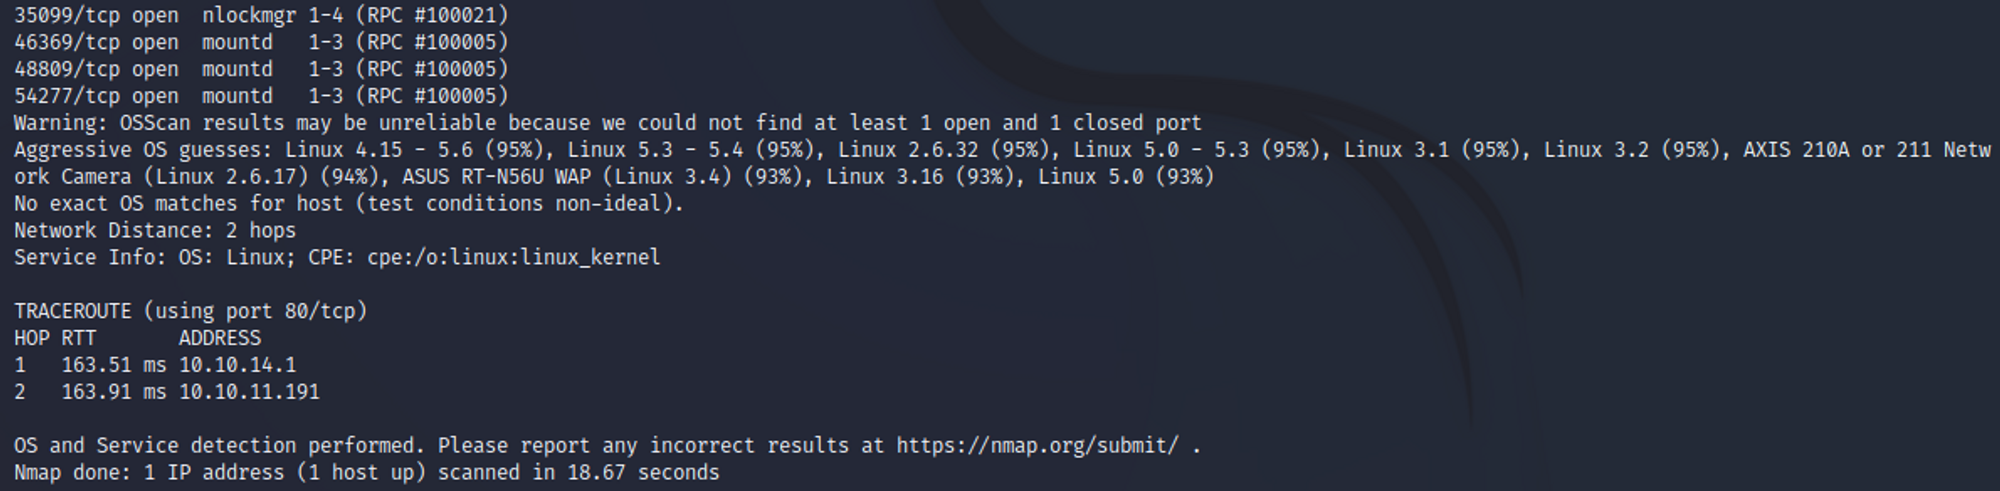 35099/tcp open  nlockmgr 1-4 (RPC #100021)
46369/tcp open  mountd   1-3 (RPC #100005)
48809/tcp open  mountd   1-3 (RPC #100005)
54277/tcp open  mountd   1-3 (RPC #100005)
Warning: OSScan results may be unreliable because we could not find at least 1 open and 1 closed port
Aggressive OS guesses: Linux 4.15 - 5.6 (95%), Linux 5.3 - 5.4 (95%), Linux 2.6.32 (95%), Linux 5.0 - 5.3 (95%), Linux 3.1 (95%), Linux 3.2 (95%), AXIS 210A or 211 Netw
ork Camera (Linux 2.6.17) (94%), ASUS RT-N56U WAP (Linux 3.4) (93%), Linux 3.16 (93%), Linux 5.0 (93%)
No exact OS matches for host (test conditions non-ideal).
Network Distance: 2 hops
Service Info: OS: Linux; CPE: cpe:/o:linux:linux_kernel

TRACEROUTE (using port 80/tcp)
HOP RTT       ADDRESS
1   163.51 ms 10.10.14.1
2   163.91 ms 10.10.11.191

OS and Service detection performed. Please report any incorrect results at https://nmap.org/submit/ .
Nmap done: 1 IP address (1 host up) scanned in 18.67 seconds